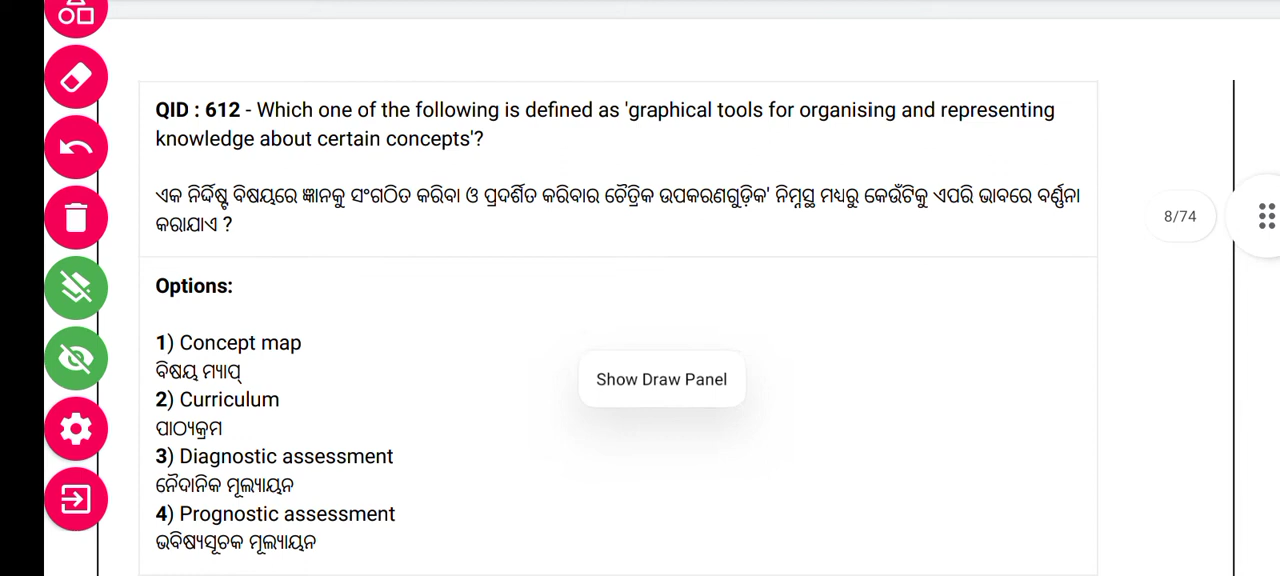 QID : 612 - Which one of the following is defined as 'graphical tools for organising and representing
knowledge about certain concepts'?
ଏକ ନିର୍ଦ୍ଦିଷ୍ଟ ବିଷୟରେ ଜ୍ଞାନକୁ ସଂଗଠିତ କରିବା ଓ ପ୍ରଦର୍ଶିତ କରିବାର ଚୈତ୍ରିକ ଉପକରଣଗୁଡ଼ିକ' ନିମ୍ନସ୍ଥ ମଧ୍ୟରୁ କେଉଁଟିକୁ ଏପରି ଭାବରେ ବର୍ଣ୍ଣନା
କରାଯାଏ ?
8/74
Options:
1) Concept map
ବିଷୟ ମ୍ୟାପ୍
Show Draw Panel
2) Curriculum
ପାଠ୍ୟକ୍ରମ
3) Diagnostic assessment
ନୈଦାନିକ ମୂଲ୍ୟାୟନ
4) Prognostic assessment
ଭବିଷ୍ୟସୂଚକ ମୂଲ୍ୟାୟନ